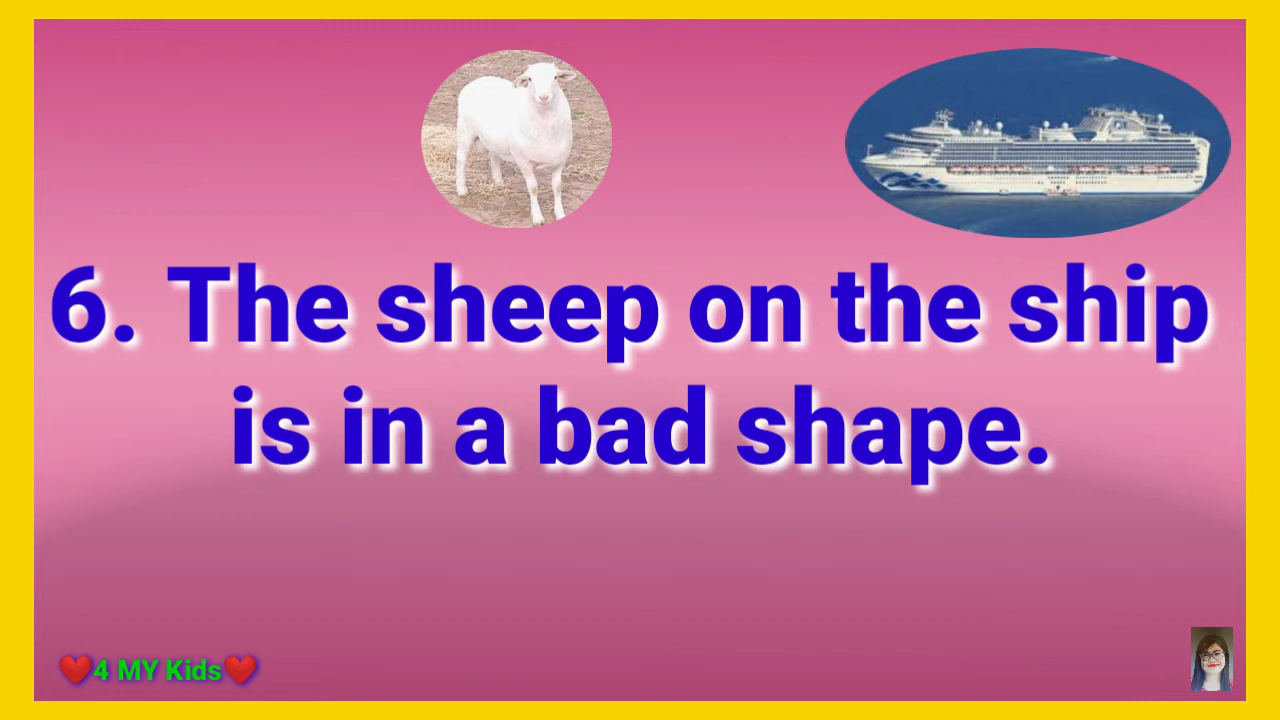 6. The sheep on the ship
is in a bad shape.
❤️4 MY Kids❤️